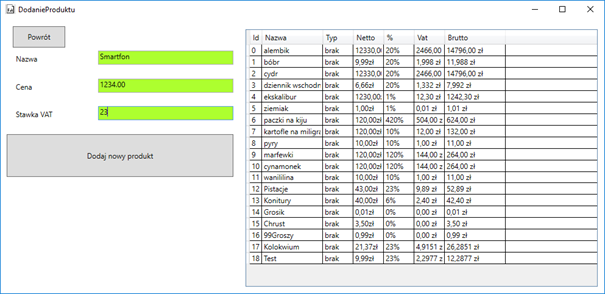 DodanieProduktu
Powrót
Nazwa Smartfon
Cena 1234.00
Stawka VAT 23
Dodaj nowy produkt
Id Nazwa Typ Netto % Vat Brutto
0 alembik brak 12330,00 20% 2466,00 14796.00 zł
1 bóbr brak 9,99zł 20% 1,998 zł 11,988 zł
2 cydr brak 12330,00 20% 2466,00 14796.00 zł
3 dziennik wschodn brak 6,66zł 20% 1,332 zł 7,992 zł
4 ekskalibur brak 1230,00z 1% 12,30 zł 1242,30 zł
5 ziemiak brak 1,00zł 1% 0,01 zł 1,01 zł
6 paczki na kiju brak 120,00zł 420% 504,00 z 624,00 zł
7 kartofle na miligra brak 120,00zł 10% 12,00 zł 132,00 zł
8 pyry brak 10,00zł 10% 1,00 zł 11,00 zł
9 marfewki brak 120,00zł 120% 144,00 z 264,00 zł
10 cynamonek brak 120,00zł 120% 144,00 z 264,00 zł
11 wanililina brak 10,00zł 10% 1,00 zł 11,00 zł
12 Pistacje brak 43,00zł 23% 9,89 zł 52,89 zł
13 Konitury brak 40,00zł 6% 2,40 zł 42,40 zł
14 Grosik brak 0,01zł 0% 0,00 zł 0,01 zł
15 Chrust brak 3,50zł 0% 0,00 zł 3,50 zł
16 99Groszy brak 0,99zł 0% 0,00 zł 0,99 zł
17 Kolokwium brak 21,37zł 23% 4,9151 z 26,2851 zł
18 Test brak 9,99zł 23% 2,2977 z 12,2877 zł